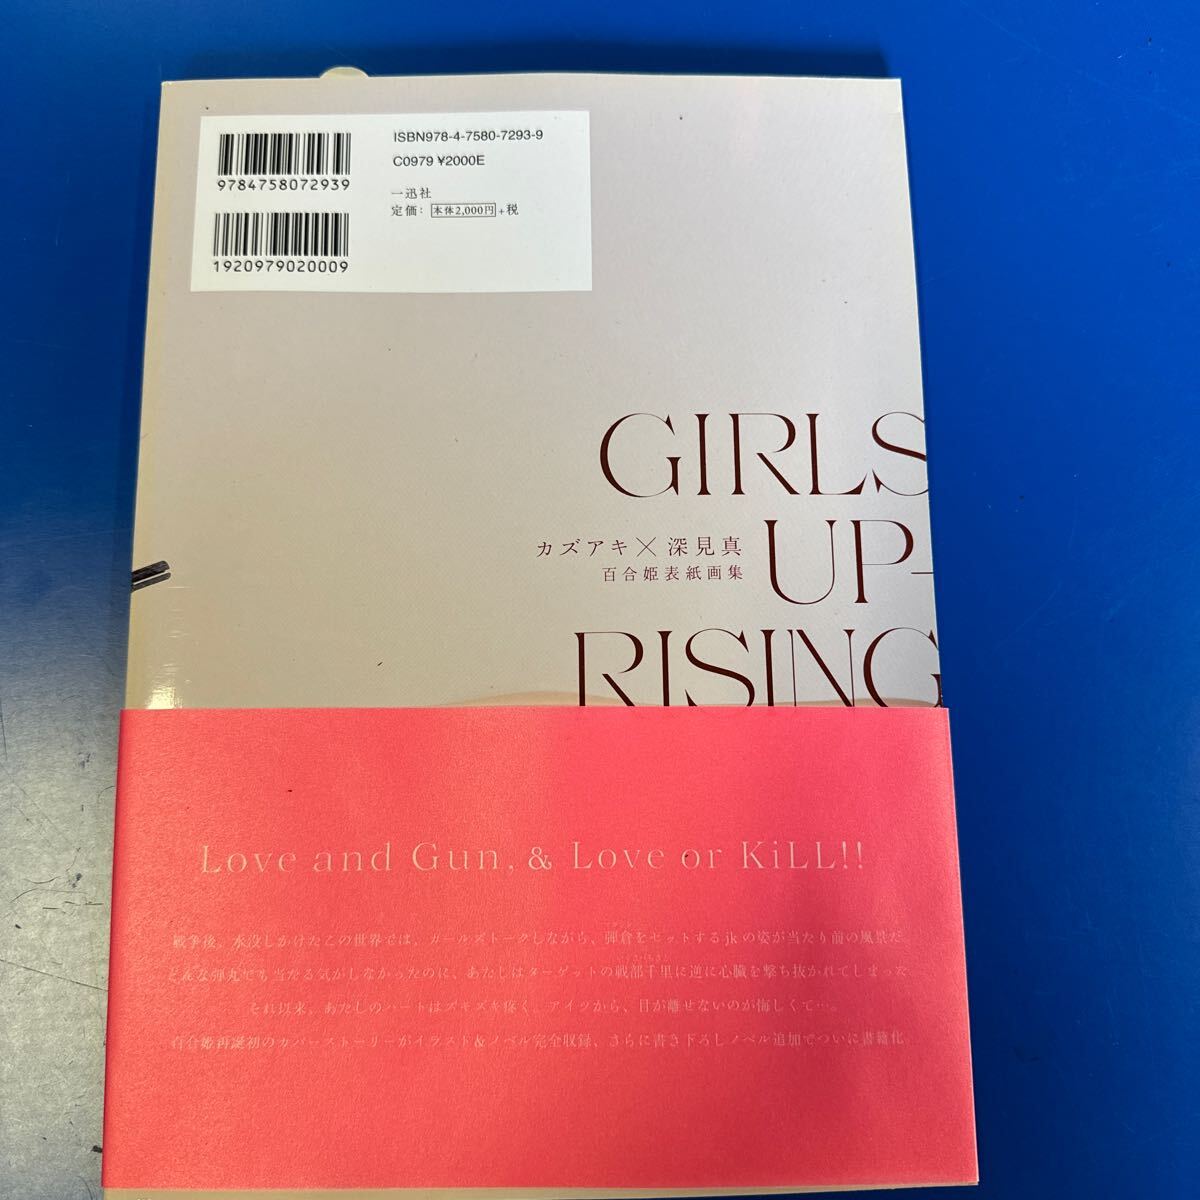 ISBN978-4-7580-7293-9
C0979 ¥2000E
一迅社
定価: 本体2,000円 +税
9784758072939
1920979020009
GIRLS
カズアキ×深見真
百合姫表紙画集
UP-
RISING
Love and Gun, & Love or KiLL!!
戦争後、水没しかけたこの世界では、ガールズトークしながら、弾倉をセットするjkの姿が当たり前の風景だ
どんな弾丸でも当たる気がしなかったのに、あたしはターゲットの戦部千里に逆に心臓を撃ち抜かれてしまった
それ以来、あたしのハートはズキズキ疼く。アイツから、目が離せないのが悔しくて…。
百合姫再誕初のカバーストーリーがイラスト&ノベル完全収録、さらに書き下ろしノベル追加でついに書籍化